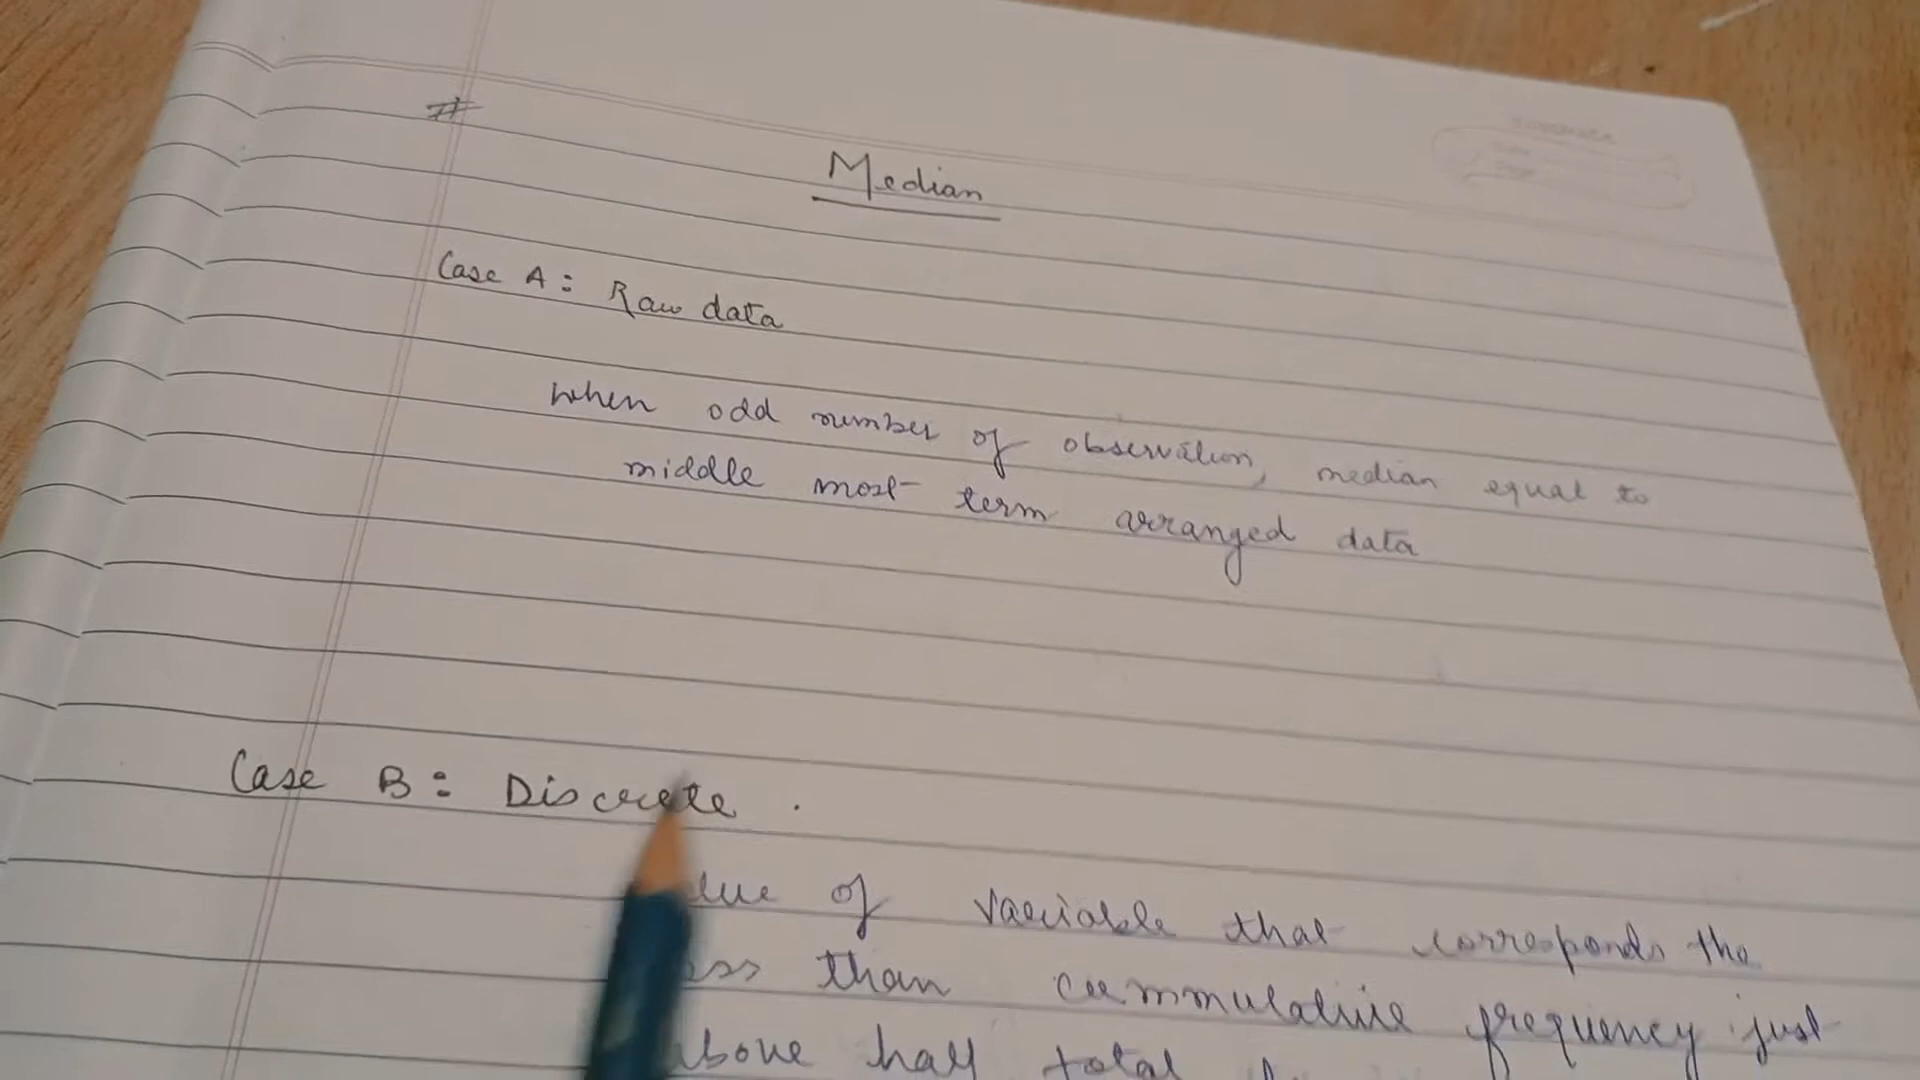 #
Median
Case A: Raw data
When odd number of observation, median equal to
middle most term arranged data
Case B: Discrete .
of variable that corresponds the
than cummulative frequency just
above half total